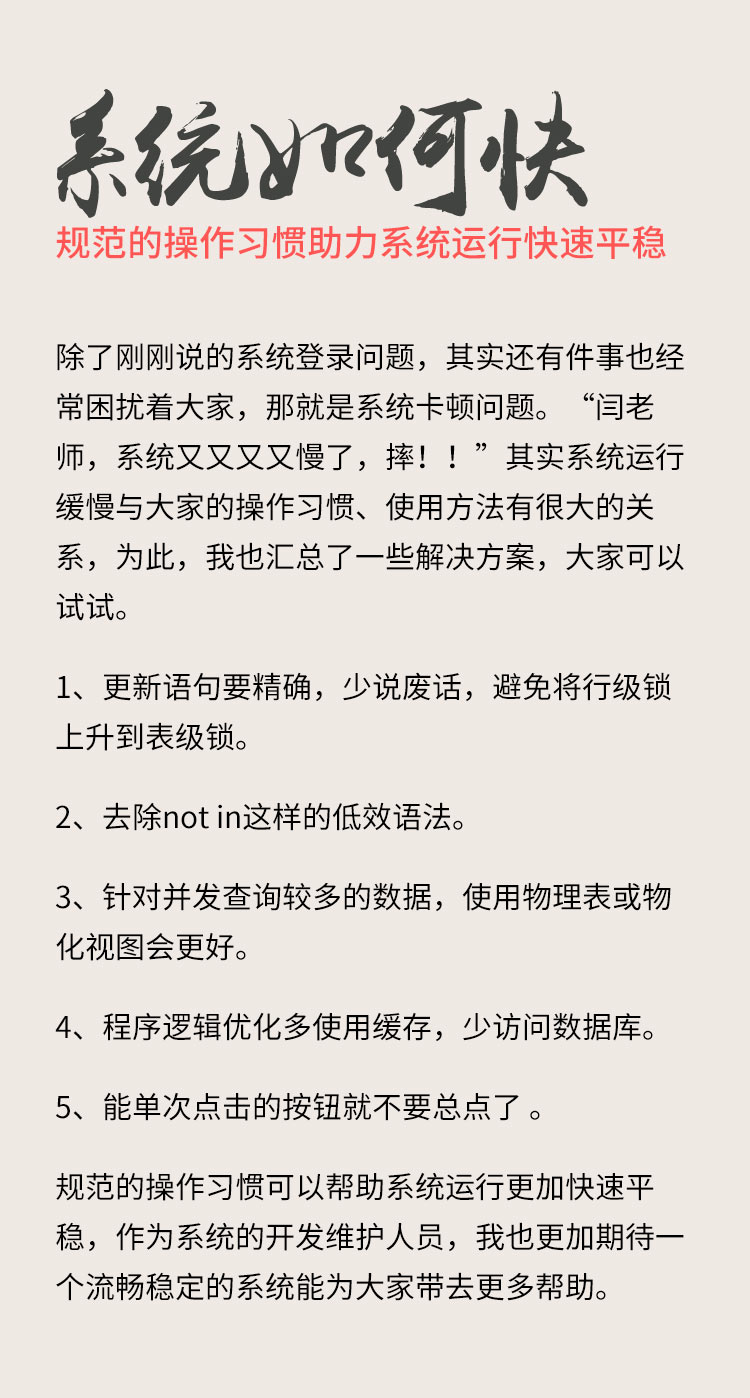 系统如何快
规范的操作习惯助力系统运行快速平稳
除了刚刚说的系统登录问题，其实还有件事也经
常困扰着大家，那就是系统卡顿问题。“闫老
师，系统又又又又慢了，摔！！”其实系统运行
缓慢与大家的操作习惯、使用方法有很大的关
系，为此，我也汇总了一些解决方案，大家可以
试试。
1、更新语句要精确，少说废话，避免将行级锁
上升到表级锁。
2、去除not in这样的低效语法。
3、针对并发查询较多的数据，使用物理表或物
化视图会更好。
4、程序逻辑优化多使用缓存，少访问数据库。
5、能单次点击的按钮就不要总点了 。
规范的操作习惯可以帮助系统运行更加快速平
稳，作为系统的开发维护人员，我也更加期待一
个流畅稳定的系统能为大家带去更多帮助。